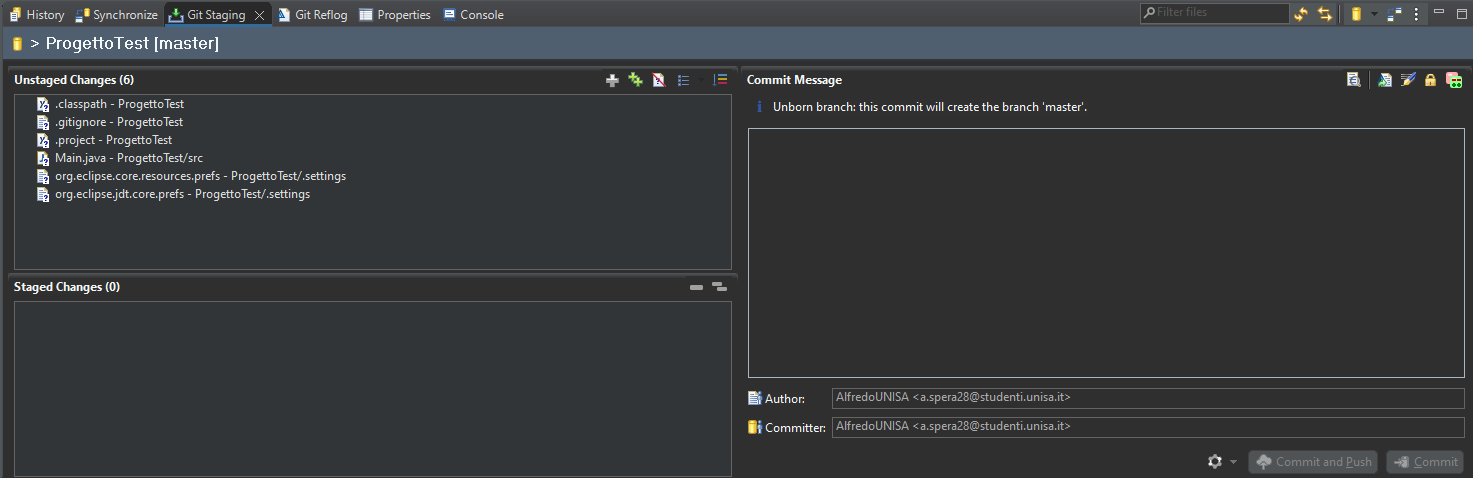 History Synchronize Git Staging Git Reflog Properties Console Filter files
> ProgettoTest [master]
Unstaged Changes (6)
.classpath - ProgettoTest
.gitignore - ProgettoTest
.project - ProgettoTest
Main.java - ProgettoTest/src
org.eclipse.core.resources.prefs - ProgettoTest/.settings
org.eclipse.jdt.core.prefs - ProgettoTest/.settings
Staged Changes (0)
Commit Message
Unborn branch: this commit will create the branch 'master'.
Author: AlfredoUNISA <a.spera28@studenti.unisa.it>
Committer: AlfredoUNISA <a.spera28@studenti.unisa.it>
Commit and Push Commit